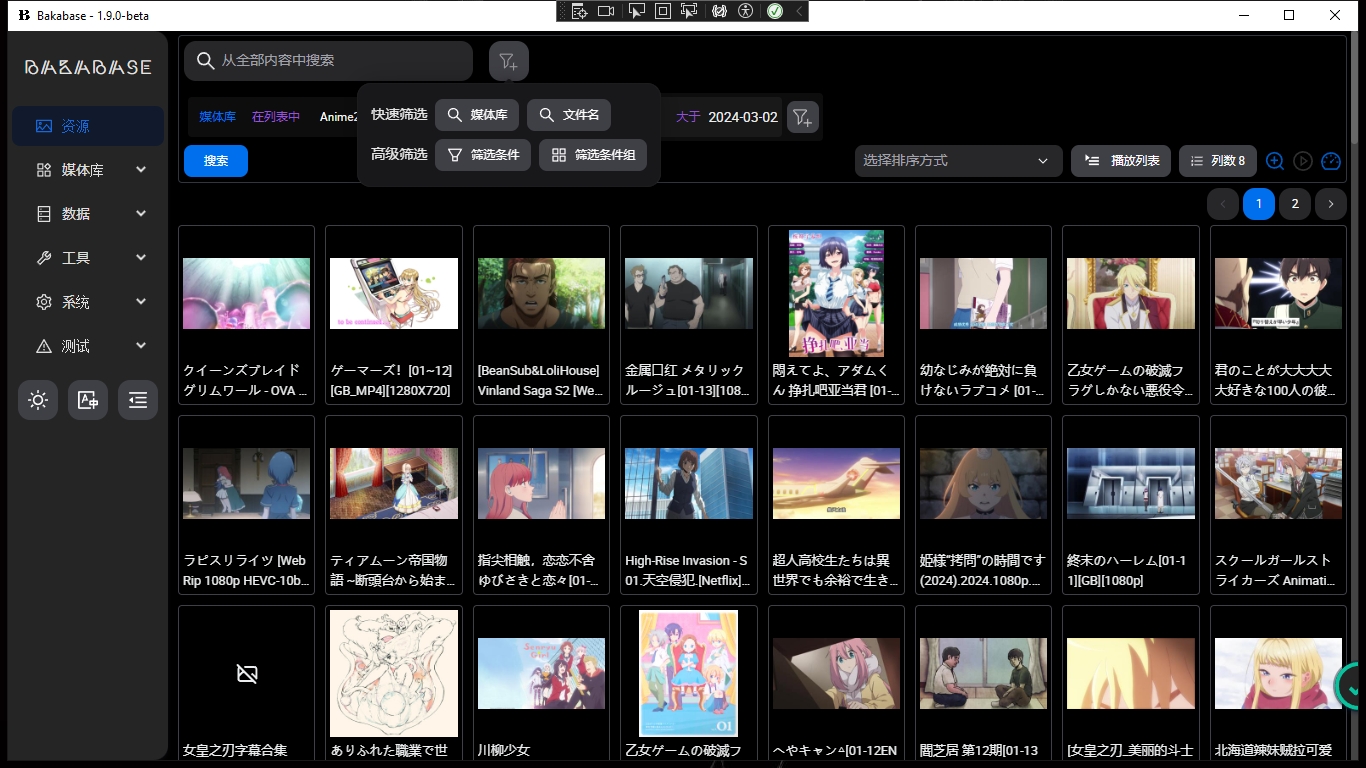 Bakabase - 1.9.0-beta
BAKABASE
资源
媒体库
数据
工具
系统
测试
从全部内容中搜索
媒体库 在列表中 Anime2
大于 2024-03-02
快速筛选 媒体库 文件名
高级筛选 筛选条件 筛选条件组
搜索
选择排序方式
播放列表
列数 8
1 2
クイーンズブレイド
グリムワール - OVA ...
ゲーマーズ！[01~12]
[GB_MP4][1280X720]
[BeanSub&LoliHouse]
Vinland Saga S2 [We...
金属口红 メタリック
ルージュ[01-13][108...
悶えてよ、アダムく
ん 挣扎吧亚当君 [01-...
幼なじみが絶対に負
けないラブコメ [01-...
乙女ゲームの破滅フ
ラグしかない悪役令...
君のことが大大大大
大好きな100人の彼...
ラピスリライツ [Web
Rip 1080p HEVC-10b...
ティアムーン帝国物
語 ~断頭台から始ま...
指尖相触，恋恋不舍
ゆびさきと恋々[01-...
High-Rise Invasion - S
01.天空侵犯.[Netflix]...
超人高校生たちは異
世界でも余裕で生き...
姫様“拷問”の時間です
(2024).2024.1080p....
終末のハーレム[01-1
1][GB][1080p]
スクールガールスト
ライカーズ Animati...
女皇之刃字幕合集
ありふれた職業で世
川柳少女
乙女ゲームの破滅フ
へやキャン△[01-12EN
闇芝居 第12期[01-13
[女皇之刃_美丽的斗士
北海道辣妹贼拉可爱
to be continued...
挣扎吧亚当
.01